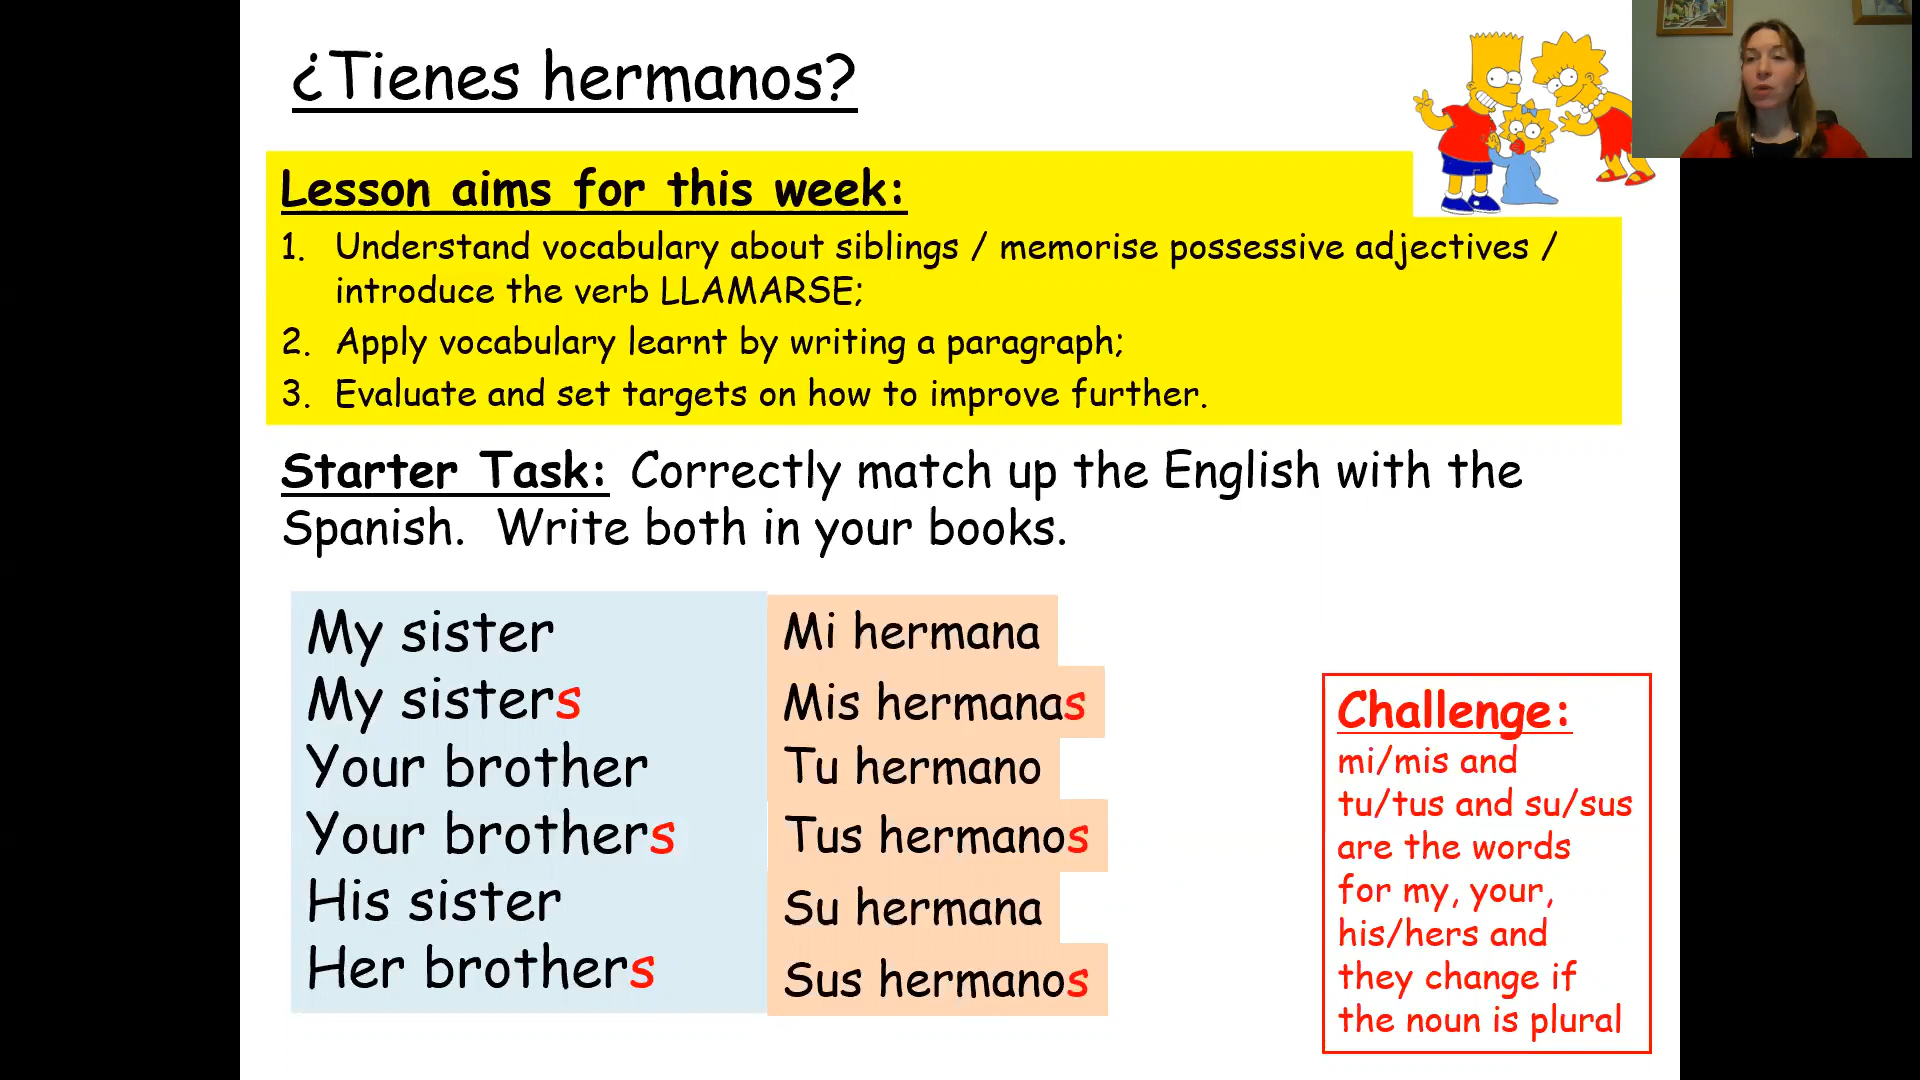 ¿Tienes hermanos?
Lesson aims for this week:
1. Understand vocabulary about siblings / memorise possessive adjectives /
introduce the verb LLAMARSE;
2. Apply vocabulary learnt by writing a paragraph;
3. Evaluate and set targets on how to improve further.
Starter Task: Correctly match up the English with the
Spanish. Write both in your books.
My sister
My sisters
Your brother
Your brothers
His sister
Her brothers
Mi hermana
Mis hermanas
Tu hermano
Tus hermanos
Su hermana
Sus hermanos
Challenge:
mi/mis and
tu/tus and su/sus
are the words
for my, your,
his/hers and
they change if
the noun is plural